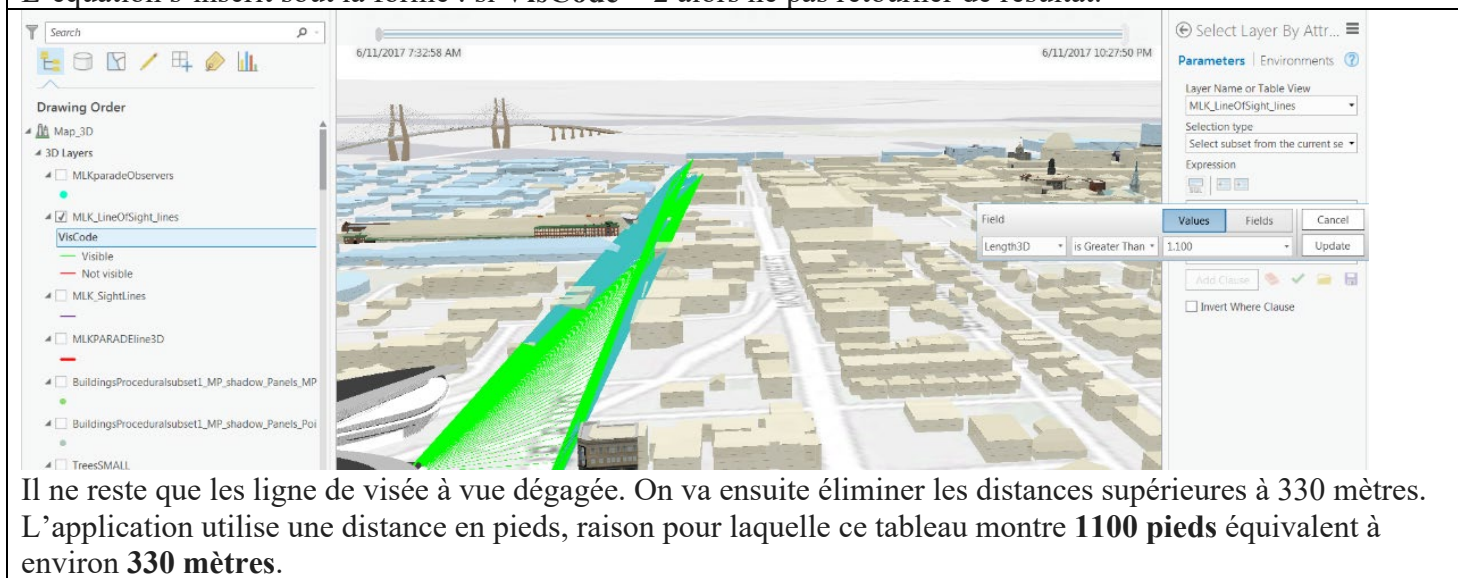 L'équation s'inscrit sout la forme : si VisCode = 2 alors ne pas retourner de résultat.
Search
6/11/2017 7:32:58 AM
6/11/2017 10:27:50 PM
Select Layer By Attr...
Parameters | Environments
Drawing Order
Map_3D
3D Layers
MLKparadeObservers
MLK_LineOfSight_lines
VisCode
Visible
Not visible
MLK_SightLines
MLKPARADEline3D
BuildingsProceduralsubset1_MP_shadow_Panels_MP
BuildingsProceduralsubset1_MP_shadow_Panels_Poi
TreesSMALL
Layer Name or Table View
MLK_LineOfSight_lines
Selection type
Select subset from the current se
Expression
Field
Values
Fields
Cancel
Length3D
is Greater Than
1.100
Update
Add Clause
Invert Where Clause
Il ne reste que les ligne de visée à vue dégagée. On va ensuite éliminer les distances supérieures à 330 mètres.
L'application utilise une distance en pieds, raison pour laquelle ce tableau montre 1100 pieds équivalent à
environ 330 mètres.